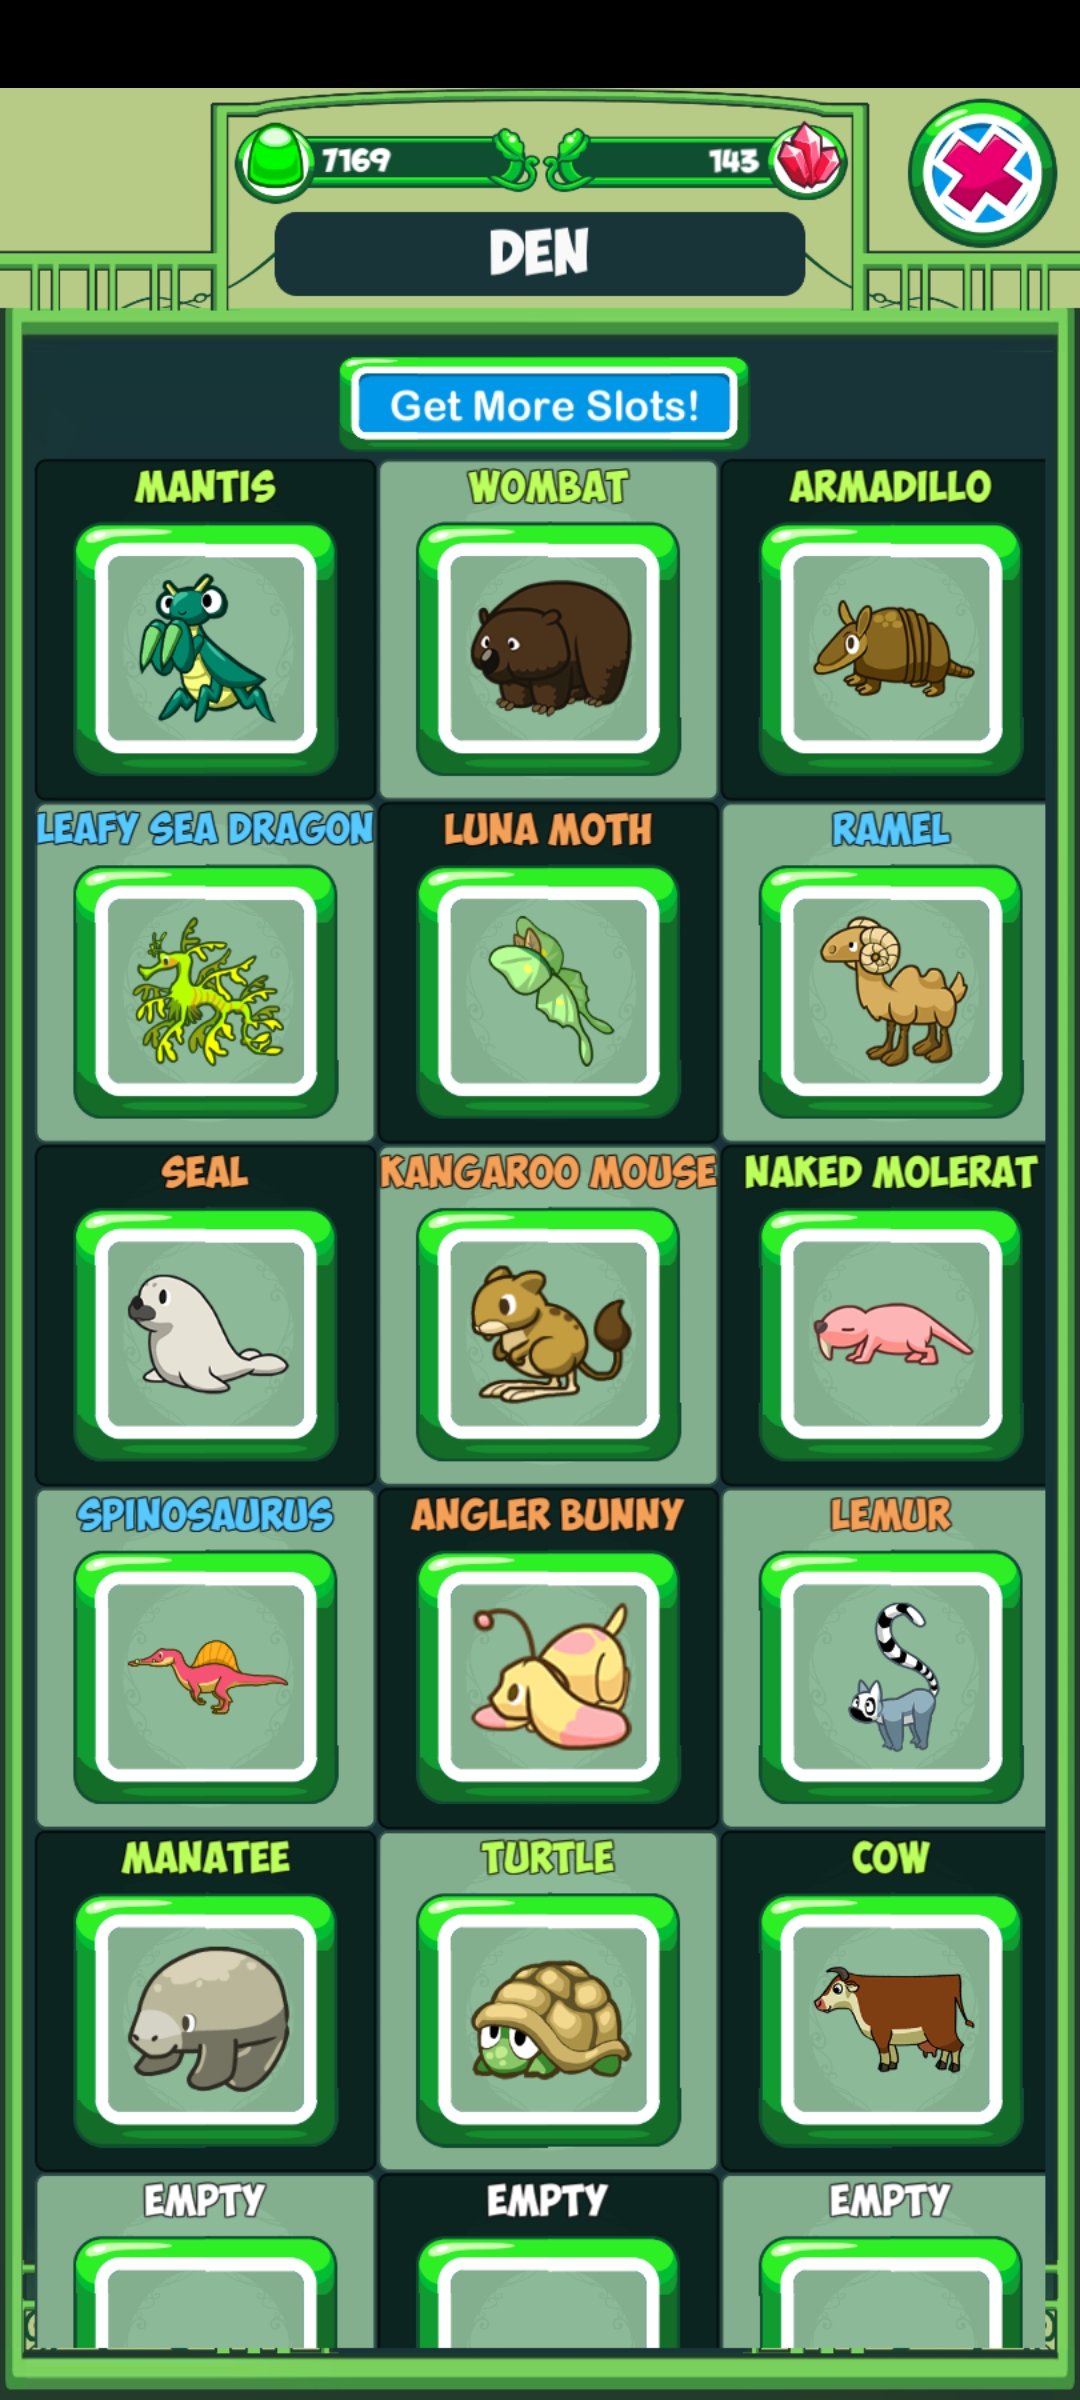 7169
143
DEN
Get More Slots!
MANTIS
WOMBAT
ARMADILLO
LEAFY SEA DRAGON
LUNA MOTH
RAMEL
SEAL
KANGAROO MOUSE
NAKED MOLERAT
SPINOSAURUS
ANGLER BUNNY
LEMUR
MANATEE
TURTLE
COW
EMPTY
EMPTY
EMPTY